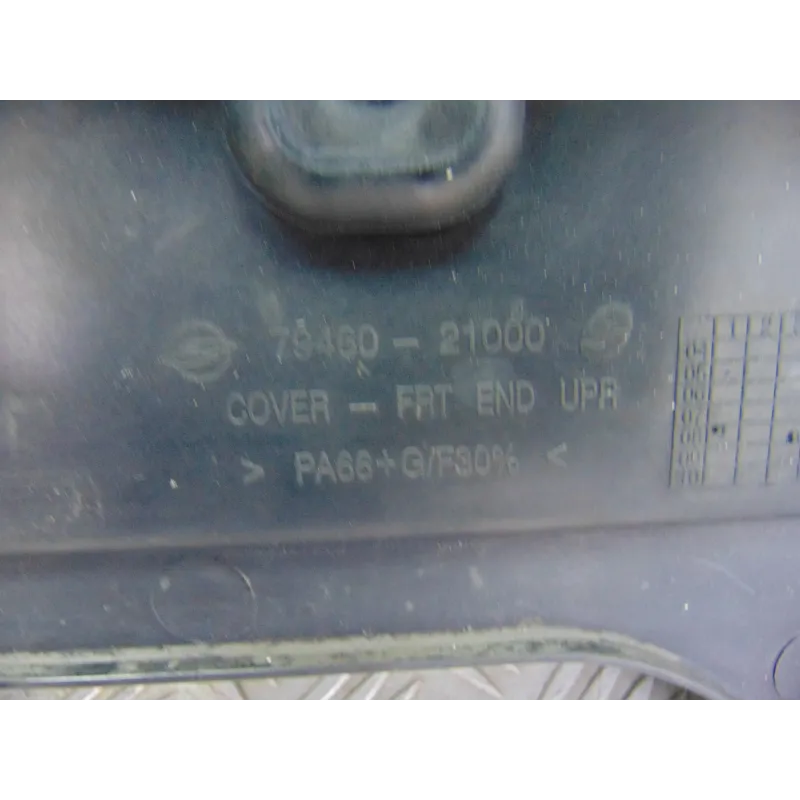 79460 - 21000
COVER - FRT END UPR
> PA66+G/F30% <